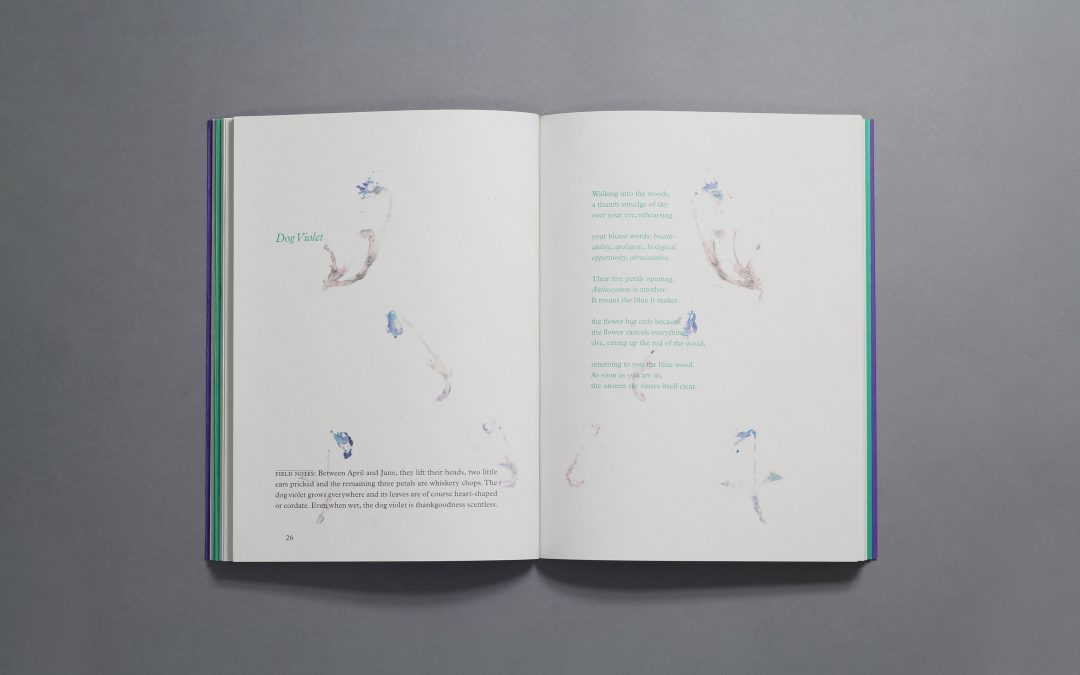 Dog Violet
FIELD NOTES: Between April and June, they lift their heads, two little
ears pricked and the remaining three petals are whiskery chops. The
dog violet grows everywhere and its leaves are of course heart-shaped
or cordate. Even when wet, the dog violet is thankgoodness scentless.
26
Walking into the woods,
a thumb smudge of sky
over your eye, rehearsing
your bluest words: breath-
ability, apologetic, biological,
opportunity, abracadabra.
Their five petals opening.
Anthocyanin is another.
It means the blue it makes
the flower but only because
the flower cancels everything
else, eating up the red of the wood,
returning to you the blue wood.
As soon as you are in,
the unseen sky rinses itself clear.